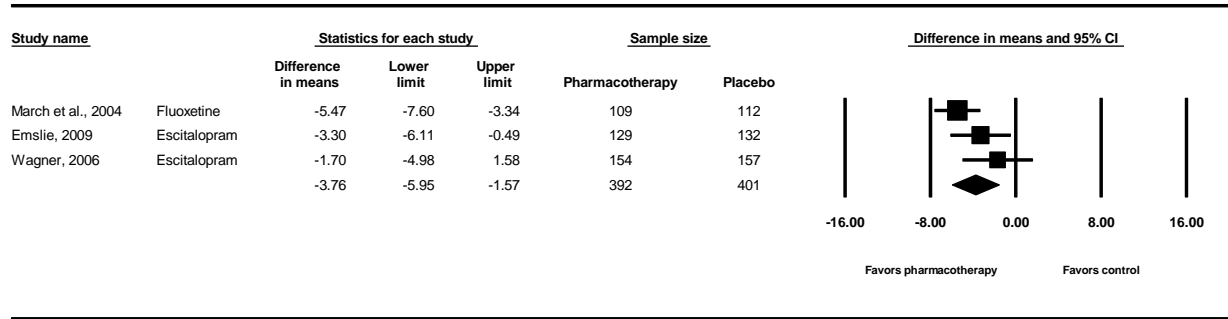 Study name Statistics for each study Sample size Difference in means and 95% CI
Difference Lower Upper
in means limit limit Pharmacotherapy Placebo
March et al., 2004 Fluoxetine -5.47 -7.60 -3.34 109 112
Emslie, 2009 Escitalopram -3.30 -6.11 -0.49 129 132
Wagner, 2006 Escitalopram -1.70 -4.98 1.58 154 157
-3.76 -5.95 -1.57 392 401
-16.00 -8.00 0.00 8.00 16.00
Favors pharmacotherapy Favors control